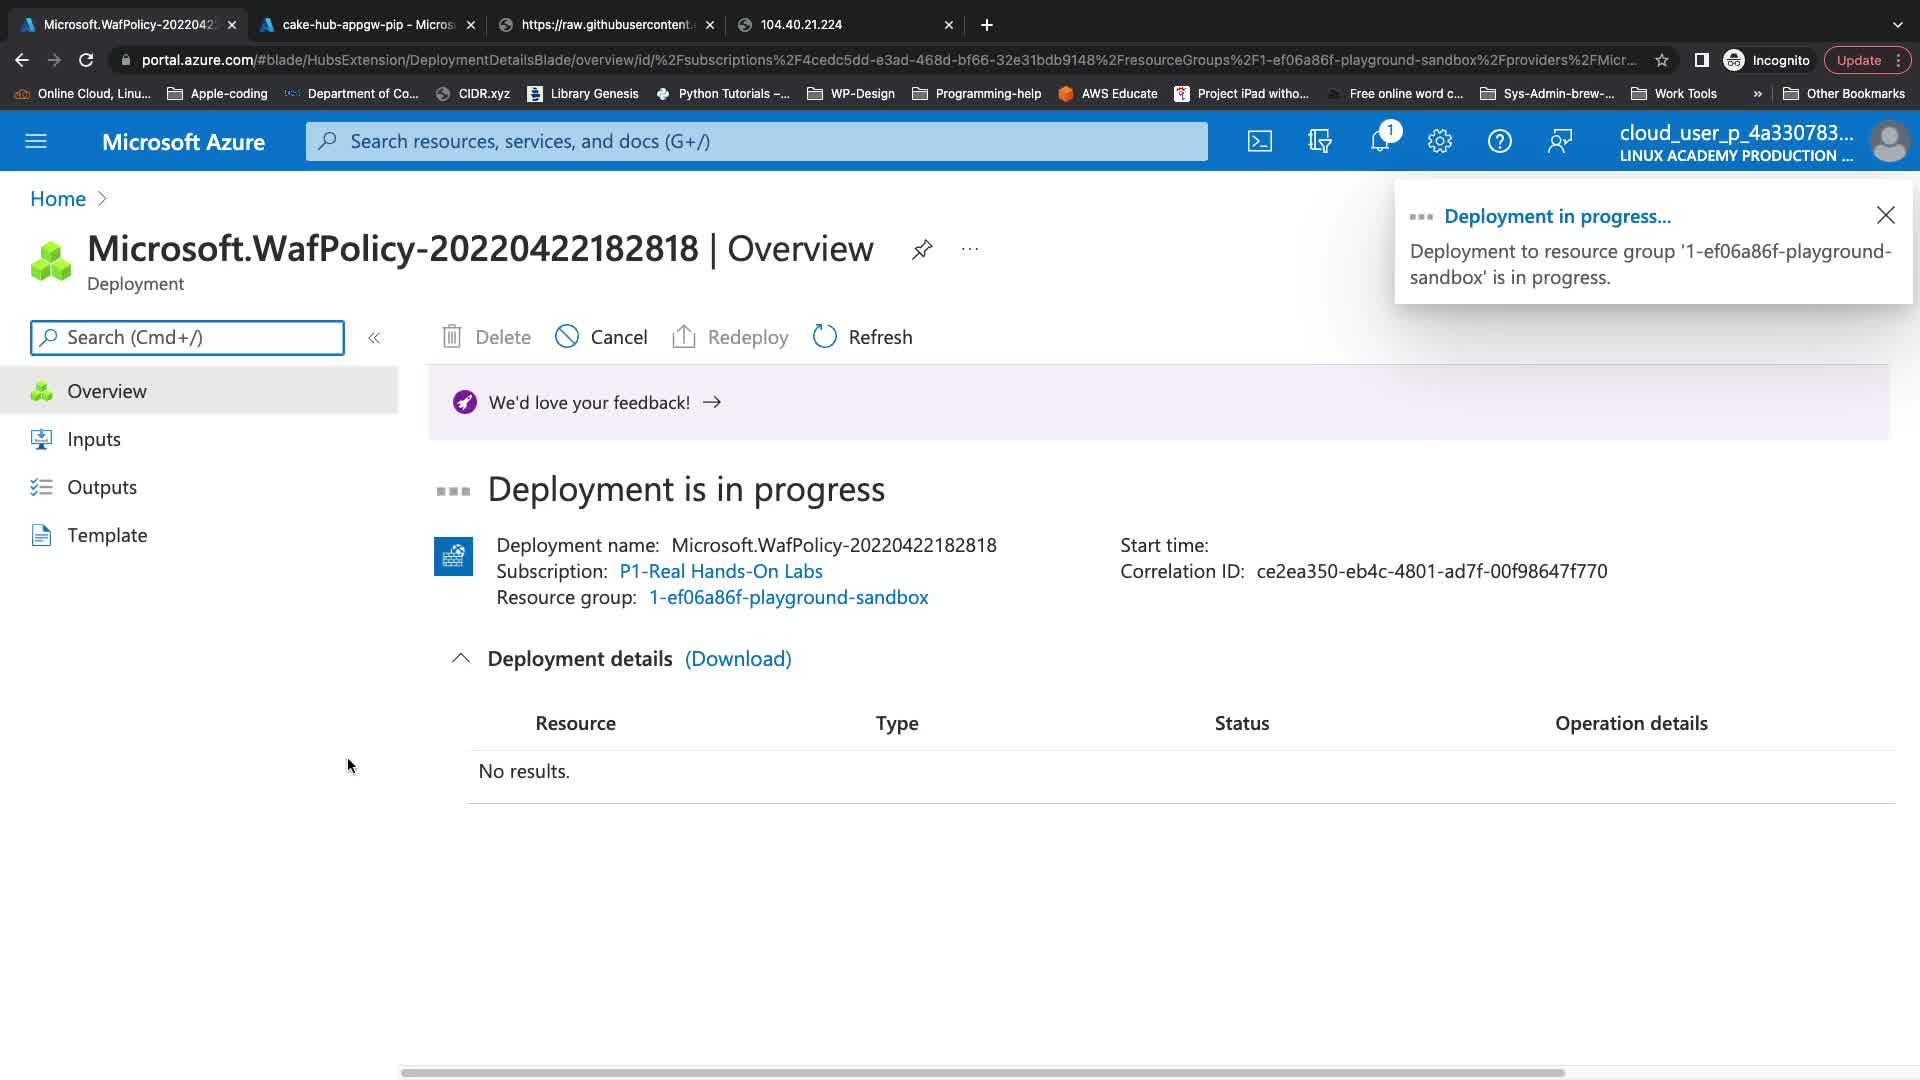 Microsoft.WafPolicy-2022042
cake-hub-appgw-pip - Micros
https://raw.githubusercontent.
104.40.21.224
portal.azure.com/#blade/HubsExtension/DeploymentDetailsBlade/overview/id/%2Fsubscriptions%2F4cedc5dd-e3ad-468d-bf66-32e31bdb9148%2FresourceGroups%2F1-ef06a86f-playground-sandbox%2Fproviders%2FMicr...
Incognito
Update
Online Cloud, Linu...
Apple-coding
Department of Co...
CIDR.xyz
Library Genesis
Python Tutorials –...
WP-Design
Programming-help
AWS Educate
Project iPad witho...
Free online word c...
Sys-Admin-brew-...
Work Tools
»
Other Bookmarks
Microsoft Azure
Search resources, services, and docs (G+/)
1
cloud_user_p_4a330783...
LINUX ACADEMY PRODUCTION ...
Home
Deployment in progress...
Deployment to resource group '1-ef06a86f-playground-
sandbox' is in progress.
Microsoft.WafPolicy-20220422182818 | Overview
...
Deployment
Search (Cmd+/)
«
Delete
Cancel
Redeploy
Refresh
We'd love your feedback! →
Overview
Inputs
Outputs
Template
Deployment is in progress
Deployment name: Microsoft.WafPolicy-20220422182818
Subscription: P1-Real Hands-On Labs
Resource group: 1-ef06a86f-playground-sandbox
Start time:
Correlation ID: ce2ea350-eb4c-4801-ad7f-00f98647f770
Deployment details (Download)
Resource
Type
Status
Operation details
No results.